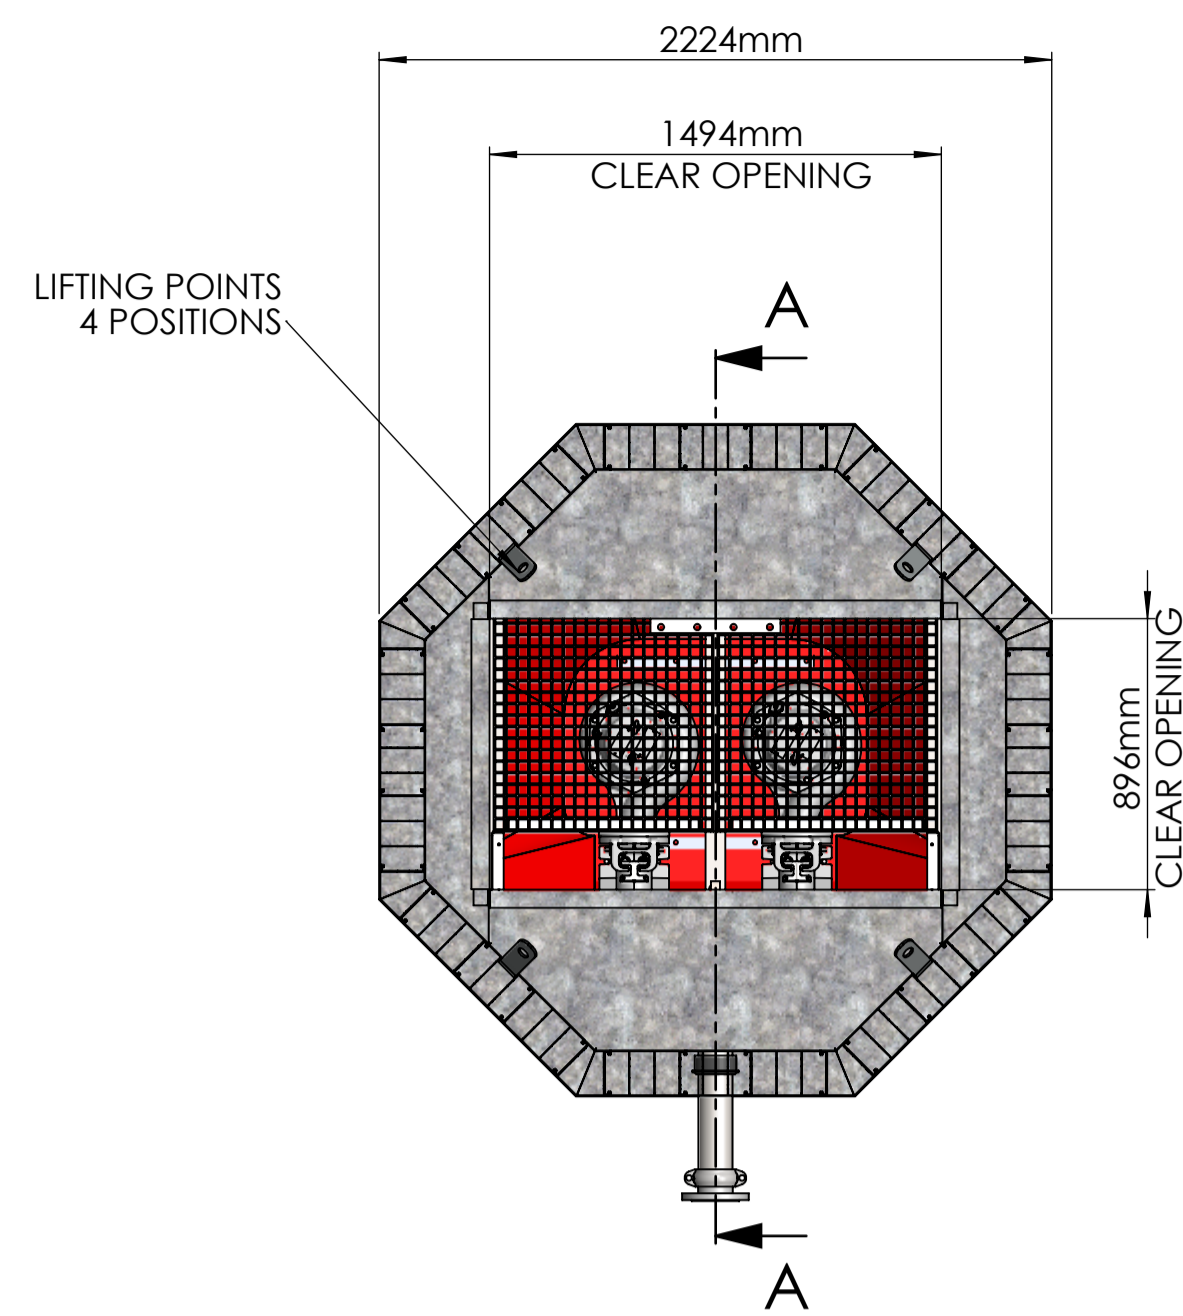 2224mm
1494mm
CLEAR OPENING
LIFTING POINTS
4 POSITIONS
A
896mm
CLEAR OPENING
A